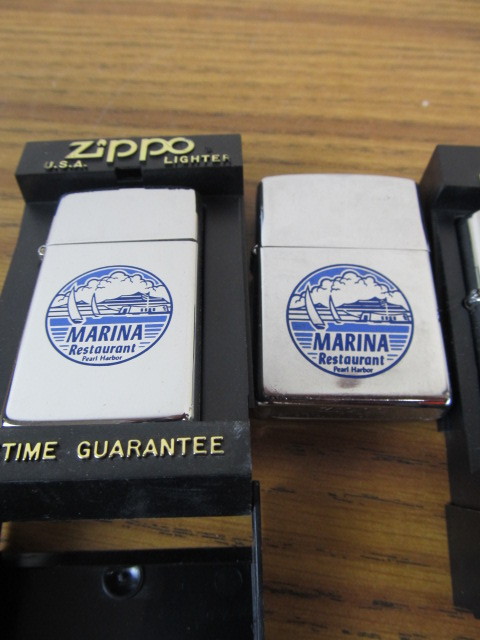 zippo
U.S.A. LIGHTER
MARINA
Restaurant
Pearl Harbor
TIME GUARANTEE
MARINA
Restaurant
Pearl Harbor